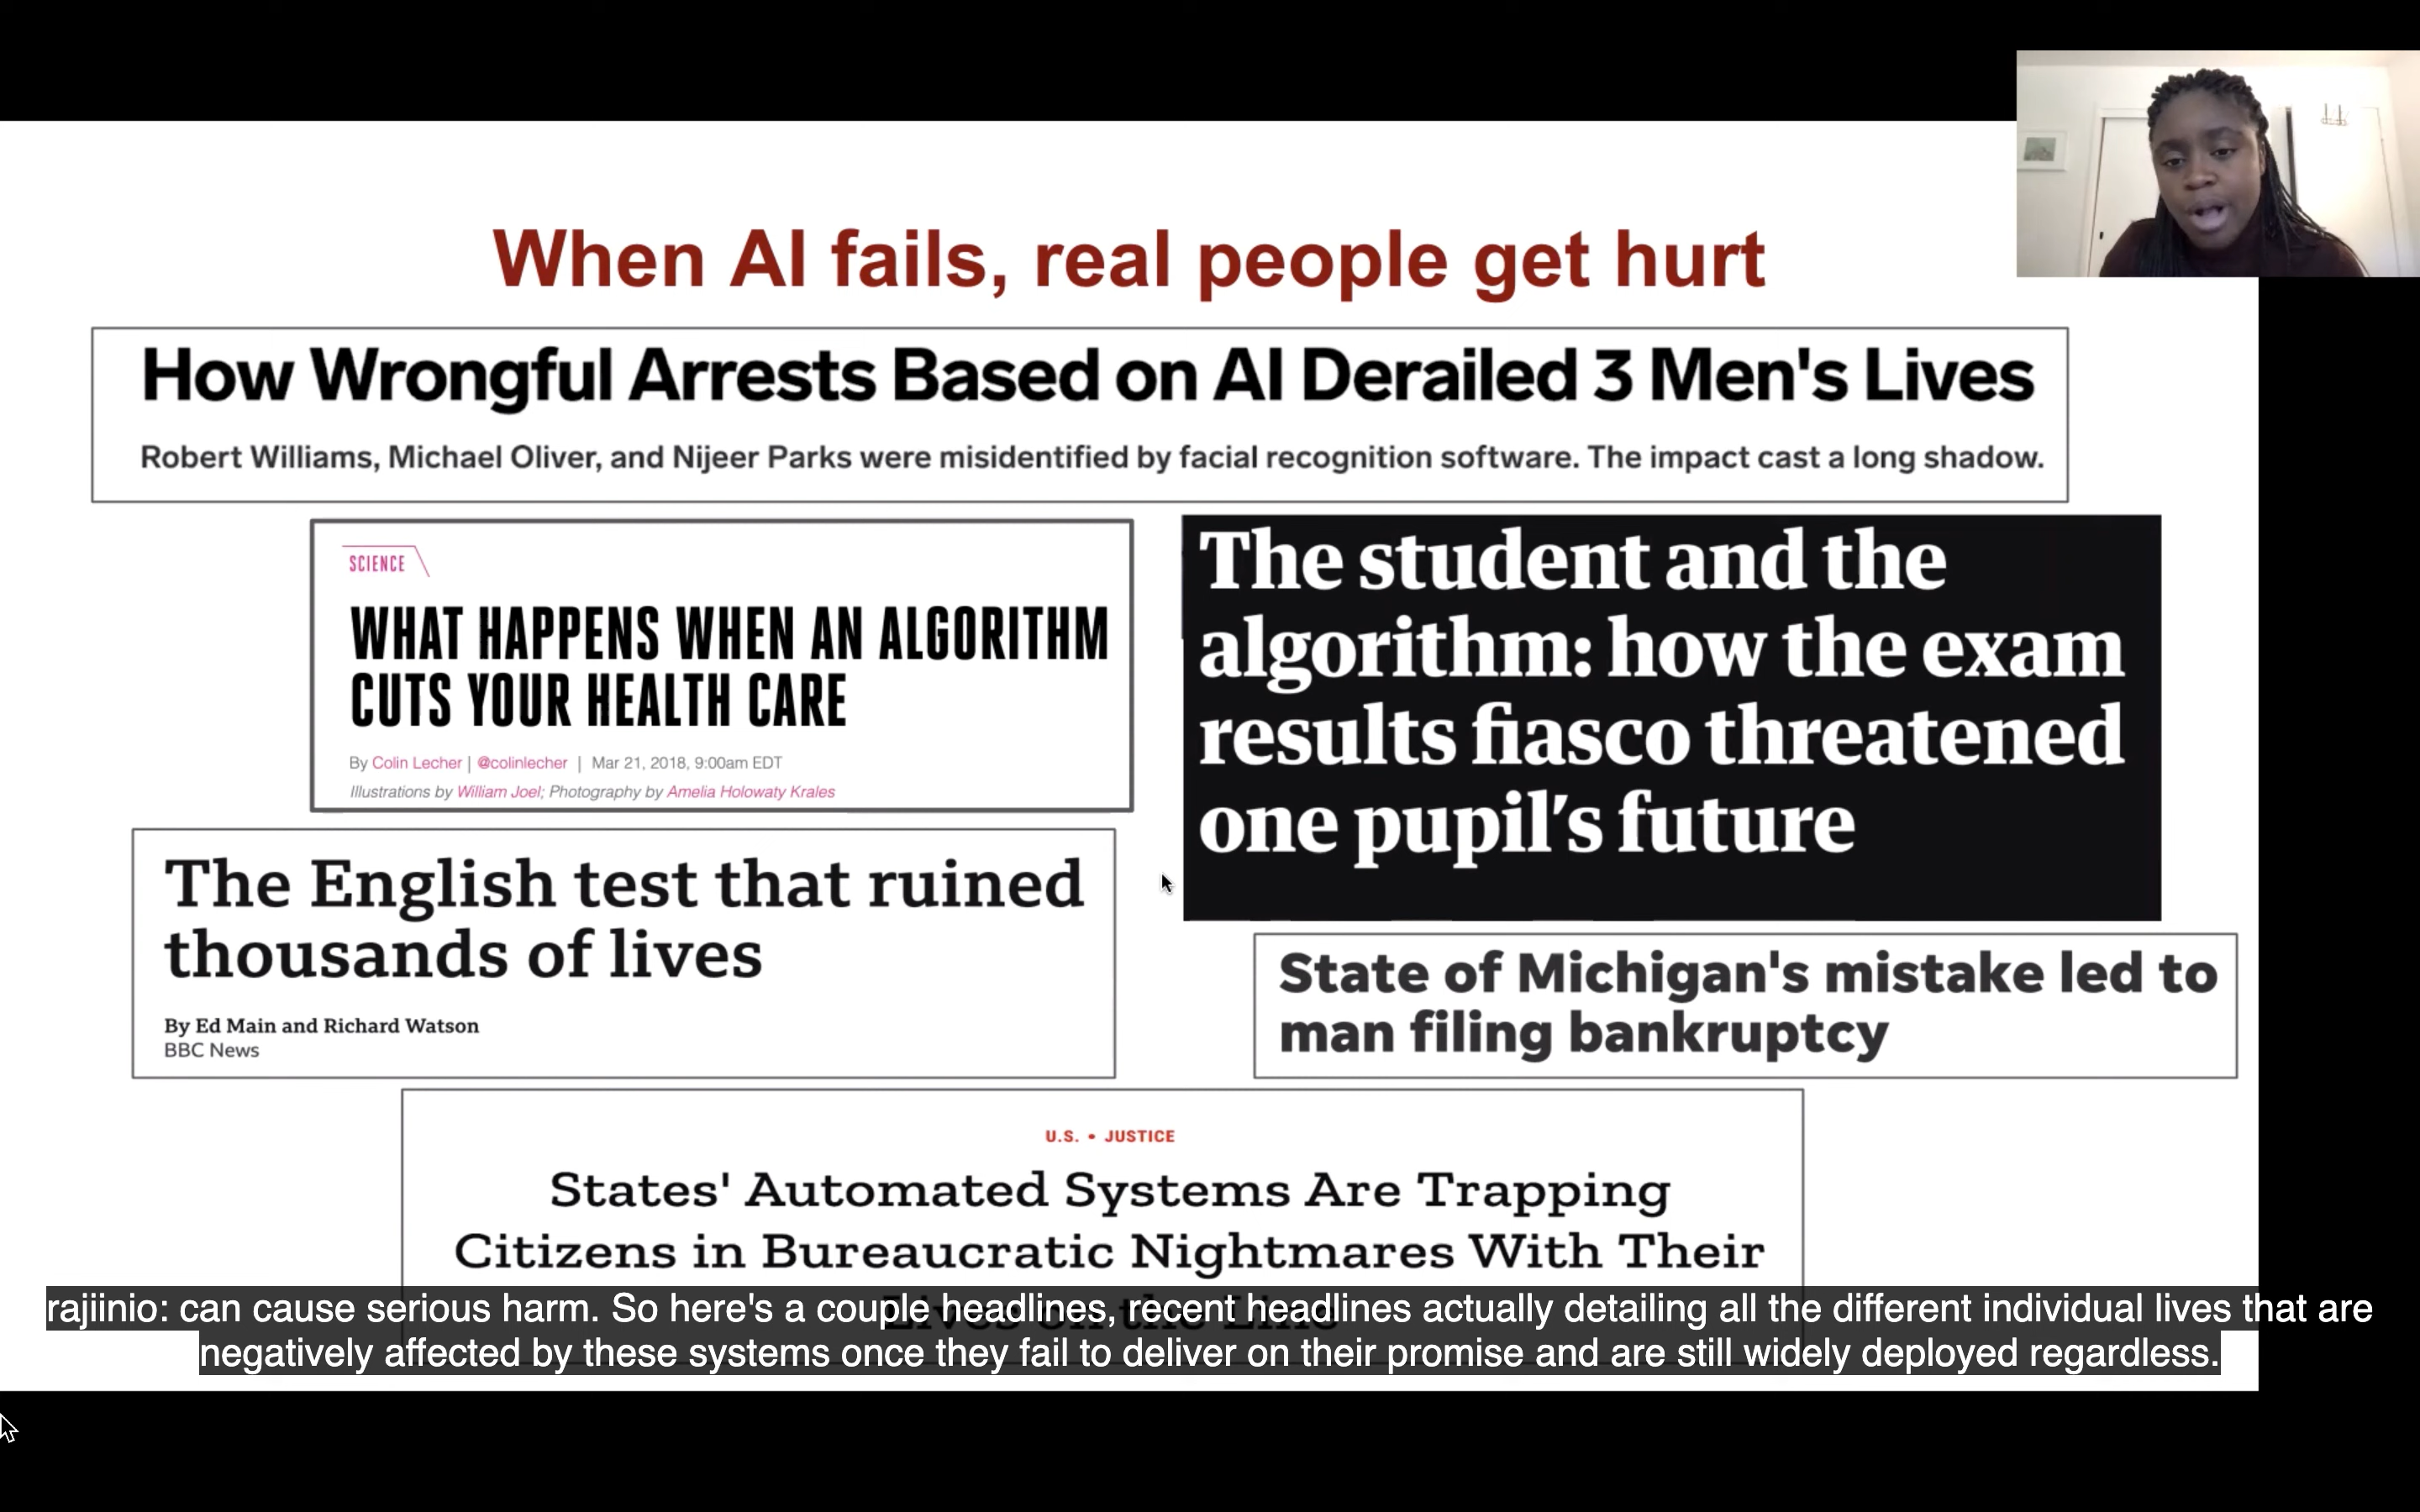 When AI fails, real people get hurt
How Wrongful Arrests Based on AI Derailed 3 Men's Lives
Robert Williams, Michael Oliver, and Nijeer Parks were misidentified by facial recognition software. The impact cast a long shadow.
SCIENCE
WHAT HAPPENS WHEN AN ALGORITHM
CUTS YOUR HEALTH CARE
By Colin Lecher | @colinlecher | Mar 21, 2018, 9:00am EDT
Illustrations by William Joel; Photography by Amelia Holowaty Krales
The student and the
algorithm: how the exam
results fiasco threatened
one pupil's future
The English test that ruined
thousands of lives
By Ed Main and Richard Watson
BBC News
State of Michigan's mistake led to
man filing bankruptcy
U.S. • JUSTICE
States' Automated Systems Are Trapping
Citizens in Bureaucratic Nightmares With Their
Lives on the Line
rajiinio: can cause serious harm. So here's a couple headlines, recent headlines actually detailing all the different individual lives that are
negatively affected by these systems once they fail to deliver on their promise and are still widely deployed regardless.